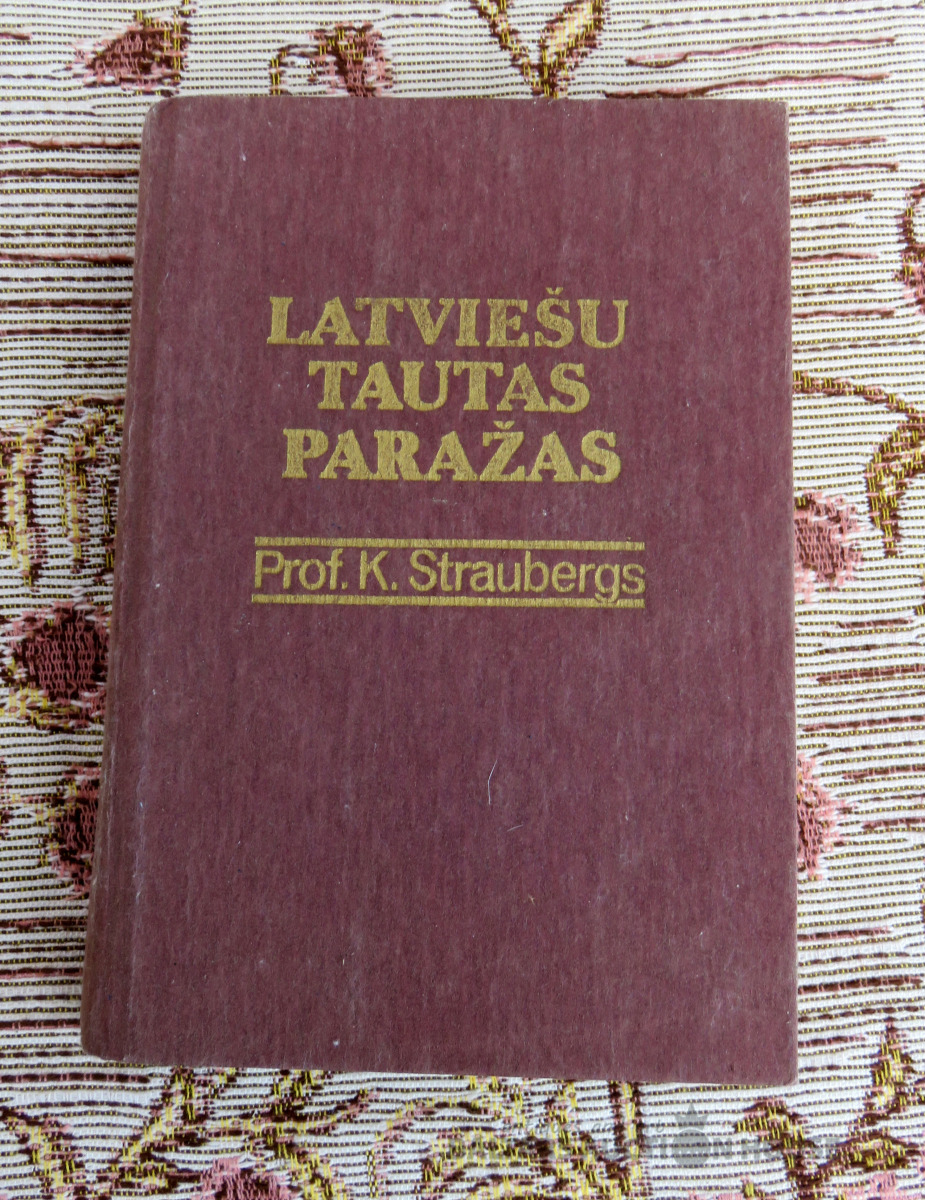 LATVIEŠU
TAUTAS
PARAŽAS
Prof. K. Straubergs